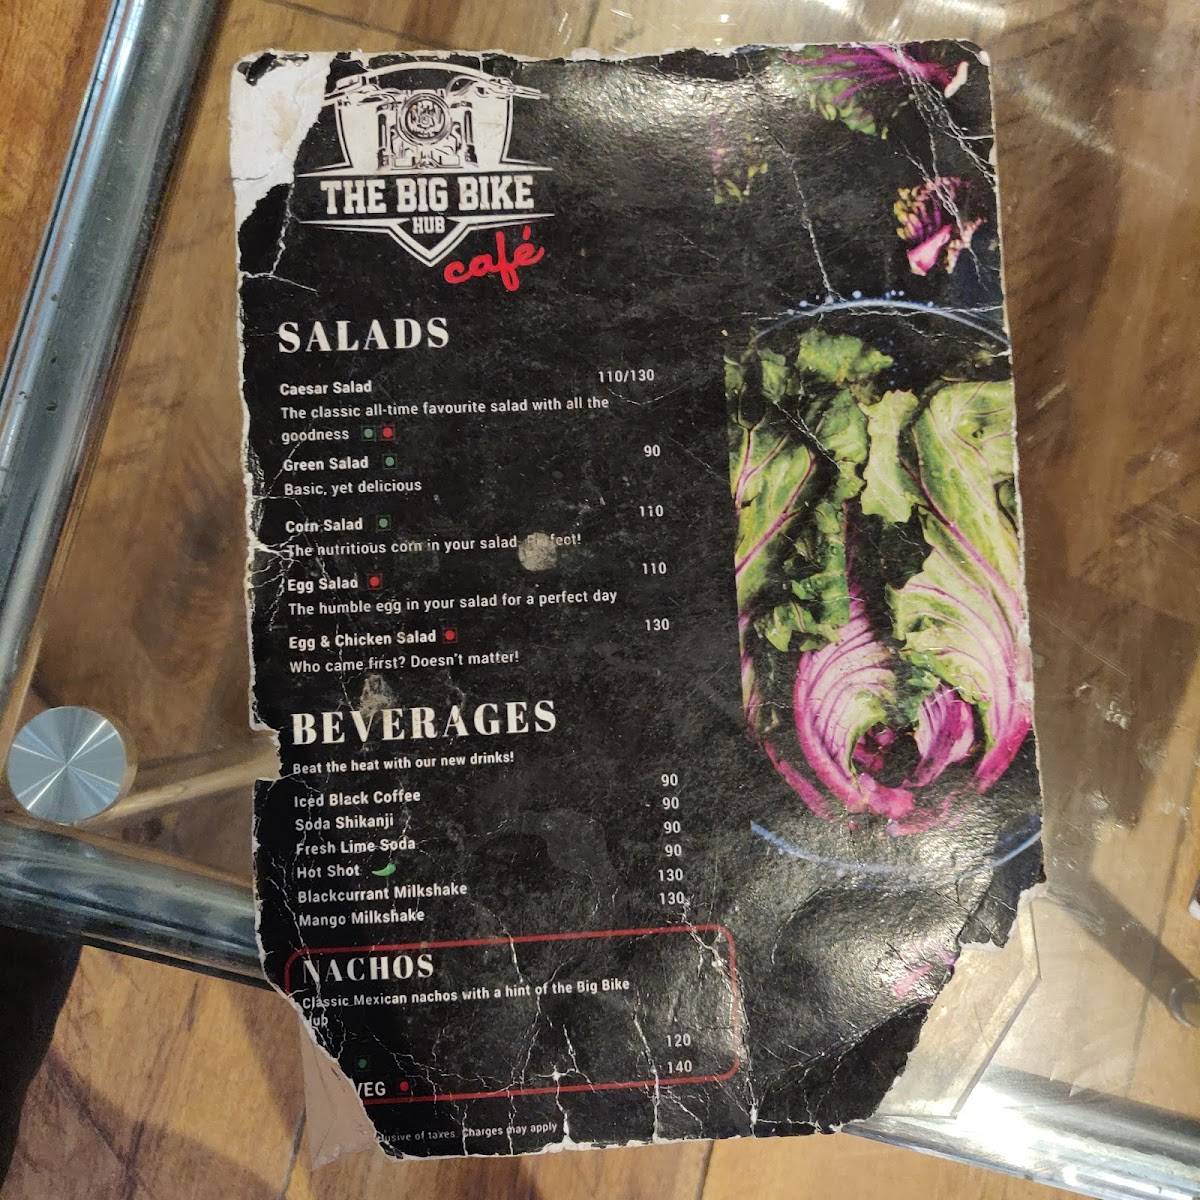 THE BIG BIKE
HUB
café
SALADS
Caesar Salad 110/130
The classic all-time favourite salad with all the
goodness
Green Salad 90
Basic, yet delicious
Corn Salad 110
The nutritious corn in your salad.
Egg Salad 110
The humble egg in your salad for a perfect day
Egg & Chicken Salad 130
Who came first? Doesn't matter!
BEVERAGES
Beat the heat with our new drinks!
Iced Black Coffee 90
Soda Shikanji 90
Fresh Lime Soda 90
Hot Shot 90
Blackcurrant Milkshake 130
Mango Milkshake 130
NACHOS
Classic Mexican nachos with a hint of the Big Bike
120
VEG 140
of taxes. Charges may apply